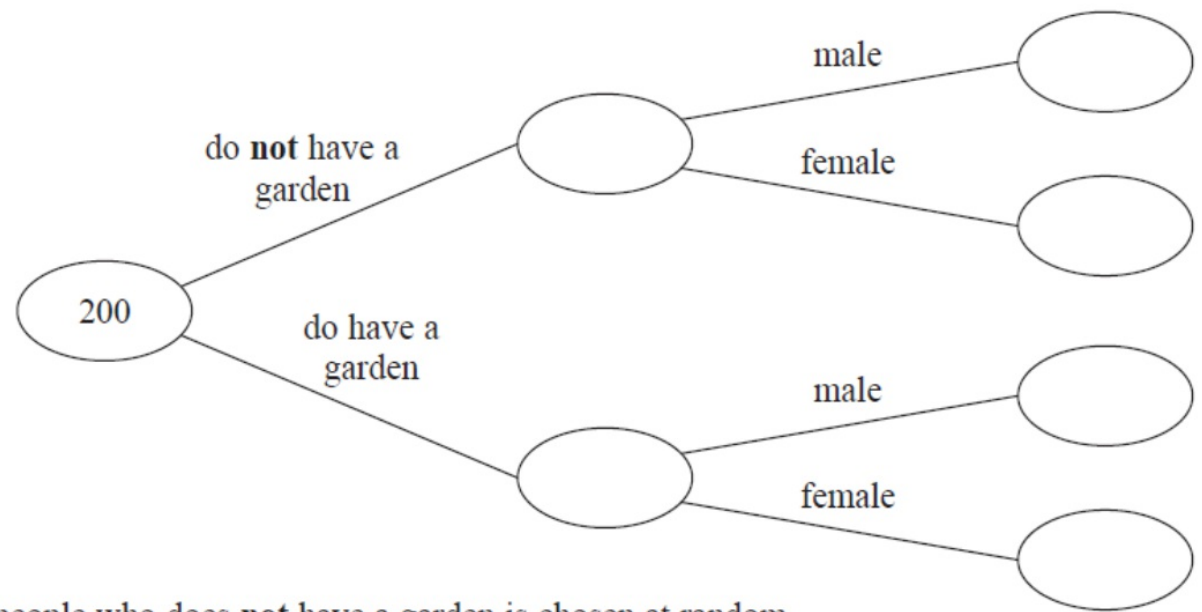 male
do not have a
garden
female
200
do have a
garden
male
female
people who does not have a garden is chosen at random